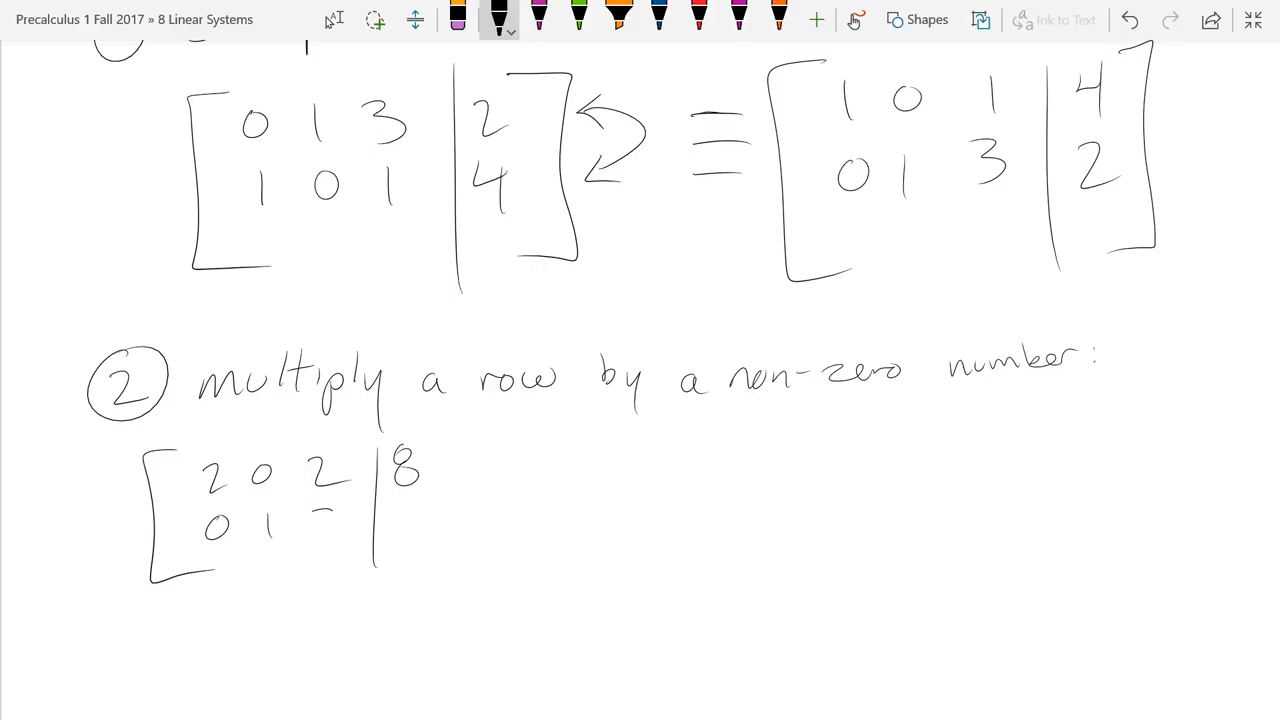 Precalculus 1 Fall 2017 » 8 Linear Systems
Shapes
Ink to Text
0 1 3 | 2
1 0 1 | 4
≡
1 0 1 | 4
0 1 3 | 2
② multiply a row by a non-zero number:
2 0 2 | 8
0 1